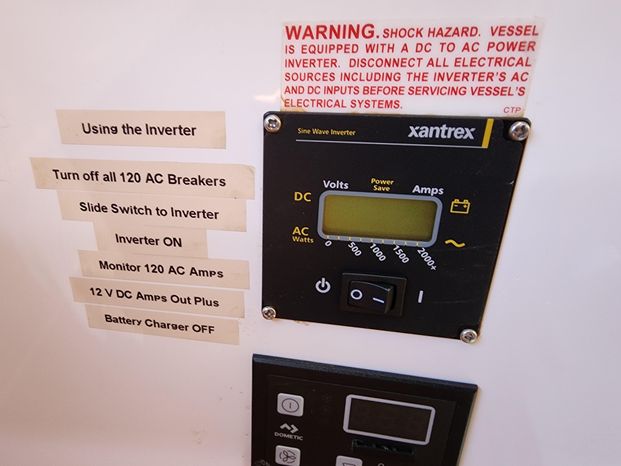 WARNING. SHOCK HAZARD. VESSEL
IS EQUIPPED WITH A DC TO AC POWER
INVERTER. DISCONNECT ALL ELECTRICAL
SOURCES INCLUDING THE INVERTER'S AC
AND DC INPUTS BEFORE SERVICING VESSEL'S
ELECTRICAL SYSTEMS.
CTP
Using the Inverter
Turn off all 120 AC Breakers
Slide Switch to Inverter
Inverter ON
Monitor 120 AC Amps
12 V DC Amps Out Plus
Battery Charger OFF
Sine Wave Inverter
xantrex
Volts
Power
Save
Amps
DC
AC
Watts
0
500
1000
1500
2000+
DOMETIC